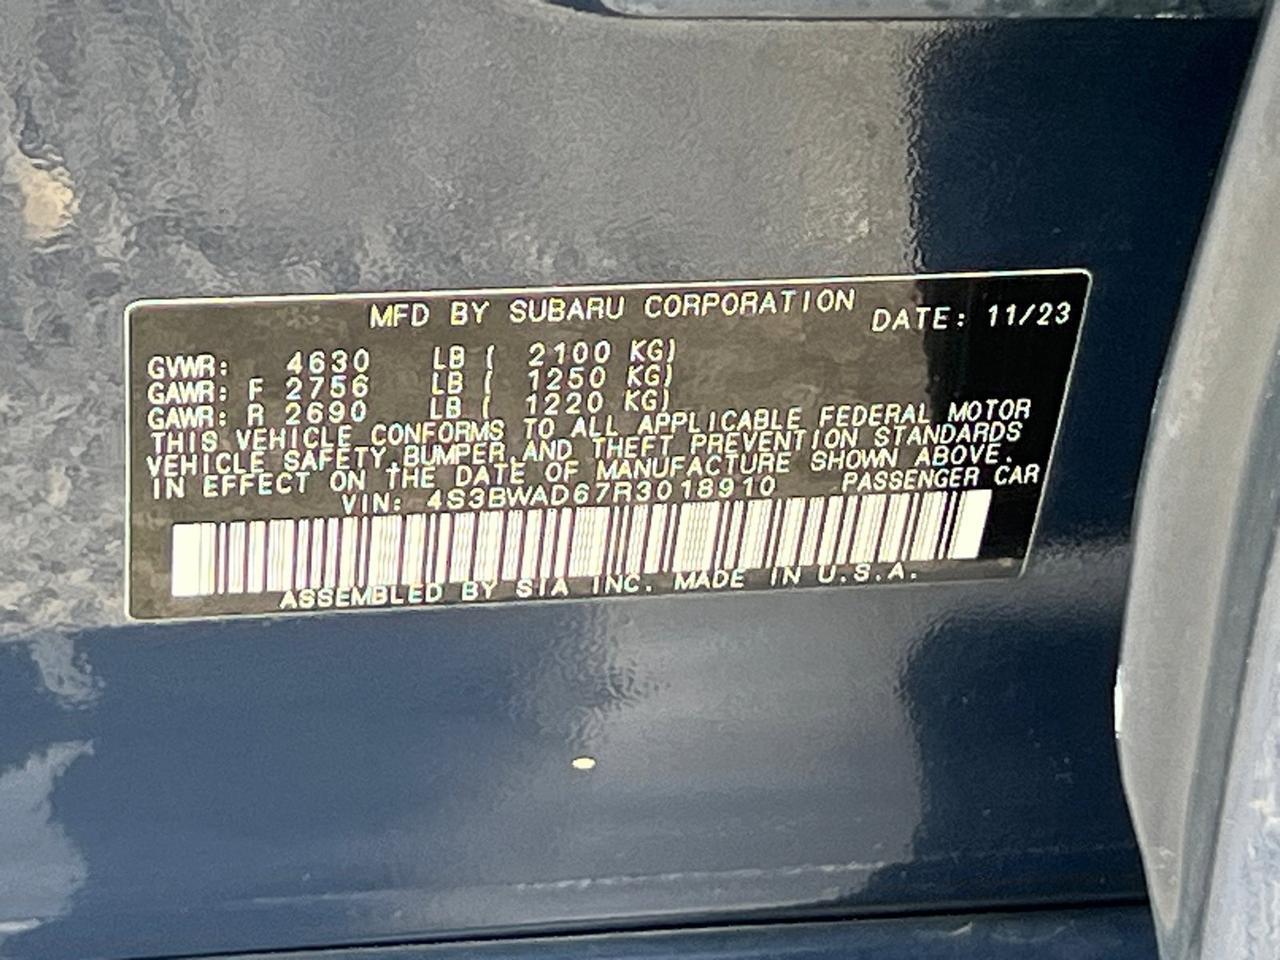 MFD BY SUBARU CORPORATION DATE: 11/23
GVWR: 4630 LB ( 2100 KG)
GAWR: F 2756 LB ( 1250 KG)
GAWR: R 2690 LB ( 1220 KG)
THIS VEHICLE CONFORMS TO ALL APPLICABLE FEDERAL MOTOR
VEHICLE SAFETY,BUMPER,AND THEFT PREVENTION STANDARDS
IN EFFECT ON THE DATE OF MANUFACTURE SHOWN ABOVE.
VIN: 4S3BWAD67R3018910 PASSENGER CAR
ASSEMBLED BY SIA INC. MADE IN U.S.A.